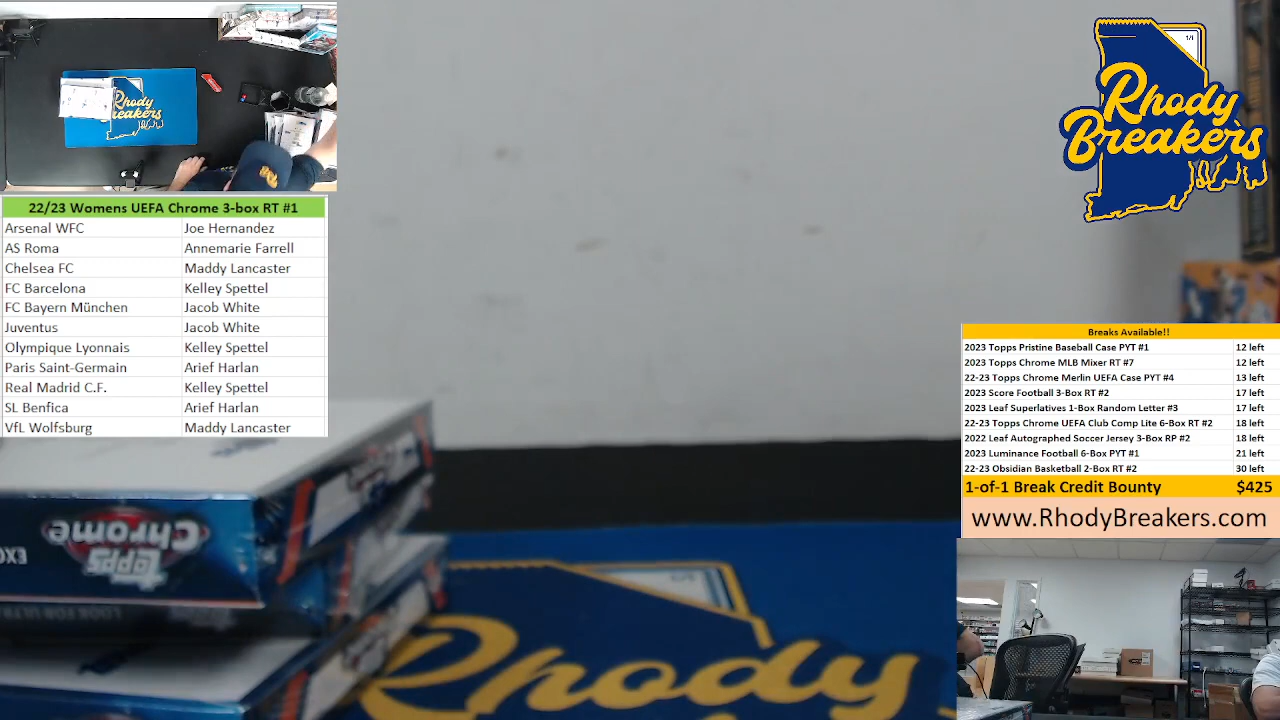 Rhody
Breakers
22/23 Womens UEFA Chrome 3-box RT #1
Arsenal WFC Joe Hernandez
AS Roma Annemarie Farrell
Chelsea FC Maddy Lancaster
FC Barcelona Kelley Spettel
FC Bayern München Jacob White
Juventus Jacob White
Olympique Lyonnais Kelley Spettel
Paris Saint-Germain Arief Harlan
Real Madrid C.F. Kelley Spettel
SL Benfica Arief Harlan
VfL Wolfsburg Maddy Lancaster
1/1
Rhody
Breakers
Breaks Available!!
2023 Topps Pristine Baseball Case PYT #1 12 left
2023 Topps Chrome MLB Mixer RT #7 12 left
22-23 Topps Chrome Merlin UEFA Case PYT #4 13 left
2023 Score Football 3-Box RT #2 17 left
2023 Leaf Superlatives 1-Box Random Letter #3 17 left
22-23 Topps Chrome UEFA Club Comp Lite 6-Box RT #2 18 left
2022 Leaf Autographed Soccer Jersey 3-Box RP #2 18 left
2023 Luminance Football 6-Box PYT #1 21 left
22-23 Obsidian Basketball 2-Box RT #2 30 left
1-of-1 Break Credit Bounty $425
www.RhodyBreakers.com
Topps
Chrome
EXC
LOOK FOR ULTR
Rhody